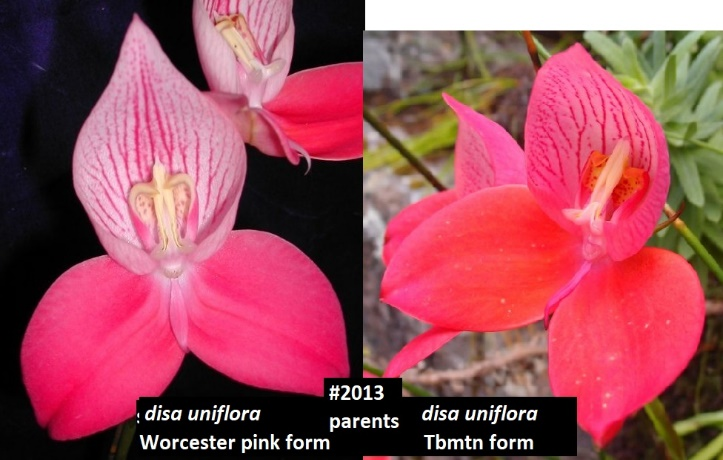 #2013
parents
disa uniflora
Worcester pink form
disa uniflora
Tbmtn form